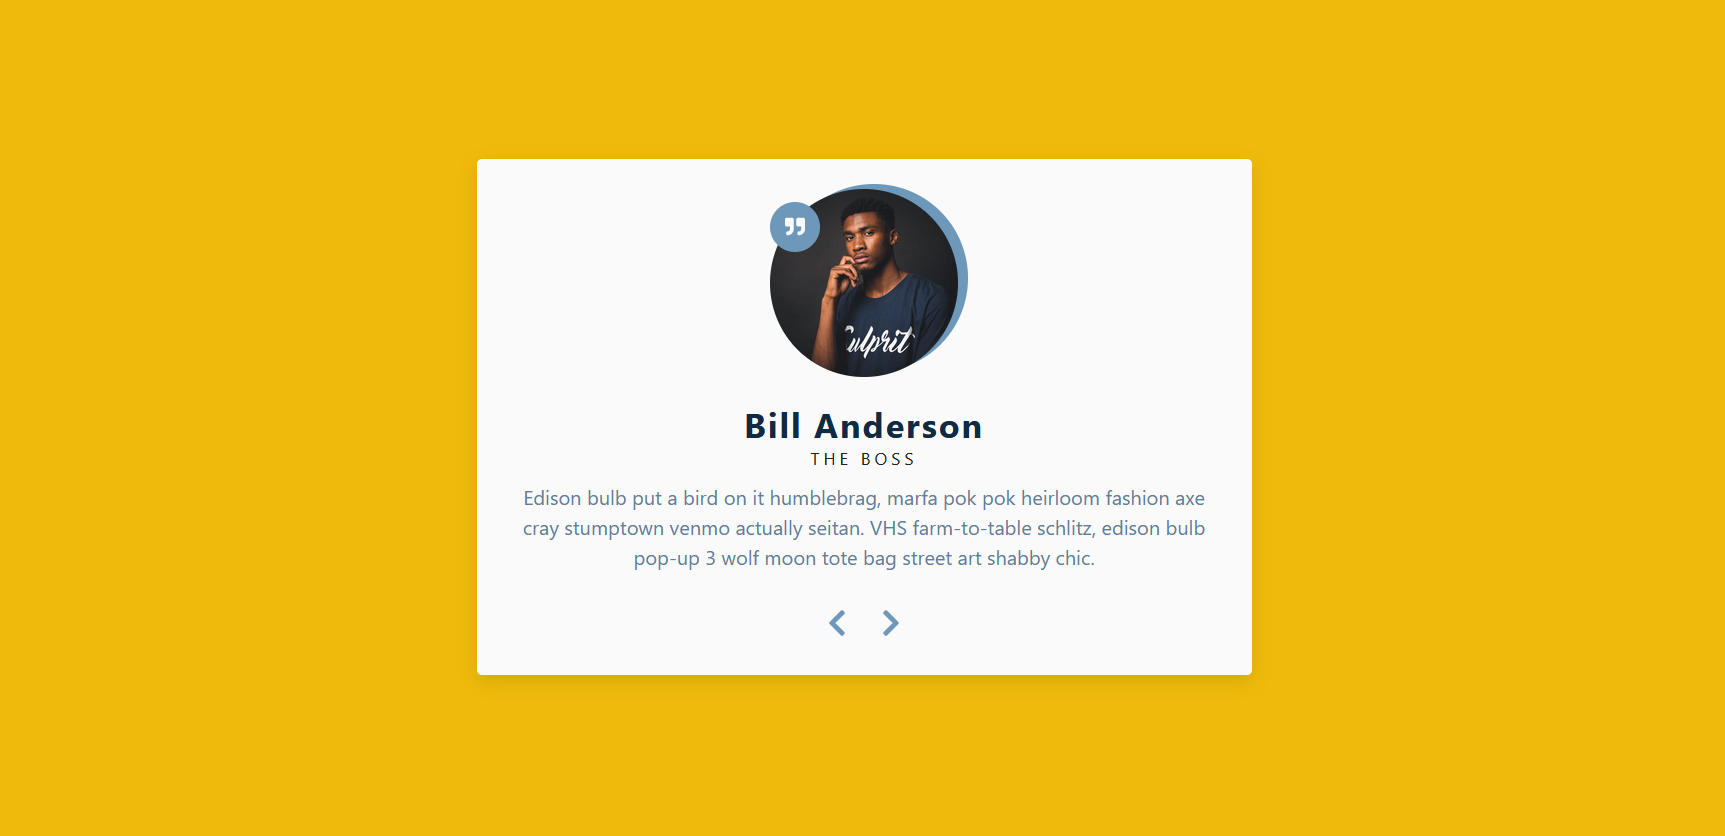 Culprit
Bill Anderson
THE BOSS
Edison bulb put a bird on it humblebrag, marfa pok pok heirloom fashion axe
cray stumptown venmo actually seitan. VHS farm-to-table schlitz, edison bulb
pop-up 3 wolf moon tote bag street art shabby chic.